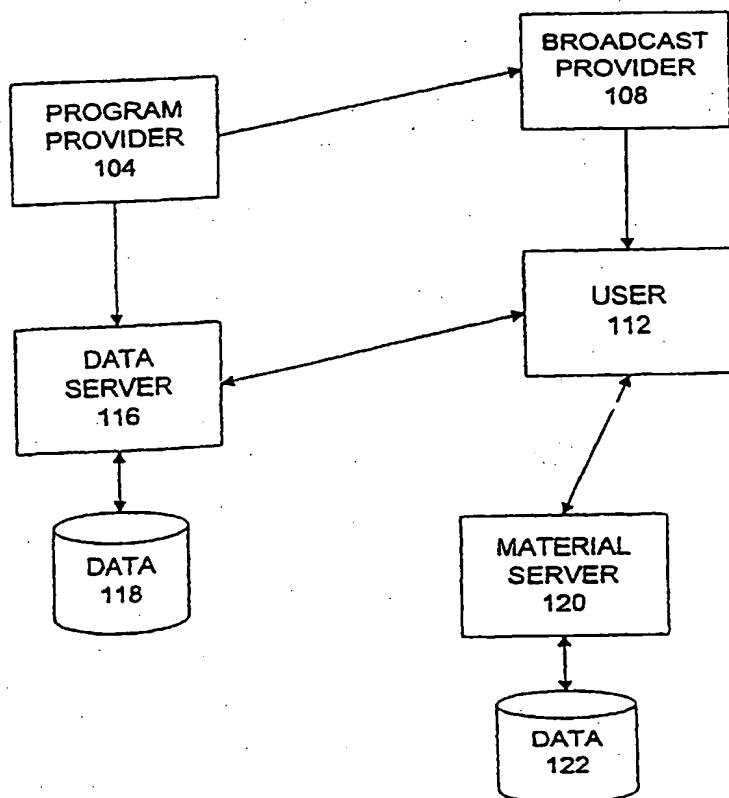 BROADCAST
PROVIDER
108
PROGRAM
PROVIDER
104
USER
112
DATA
SERVER
116
DATA
118
MATERIAL
SERVER
120
DATA
122